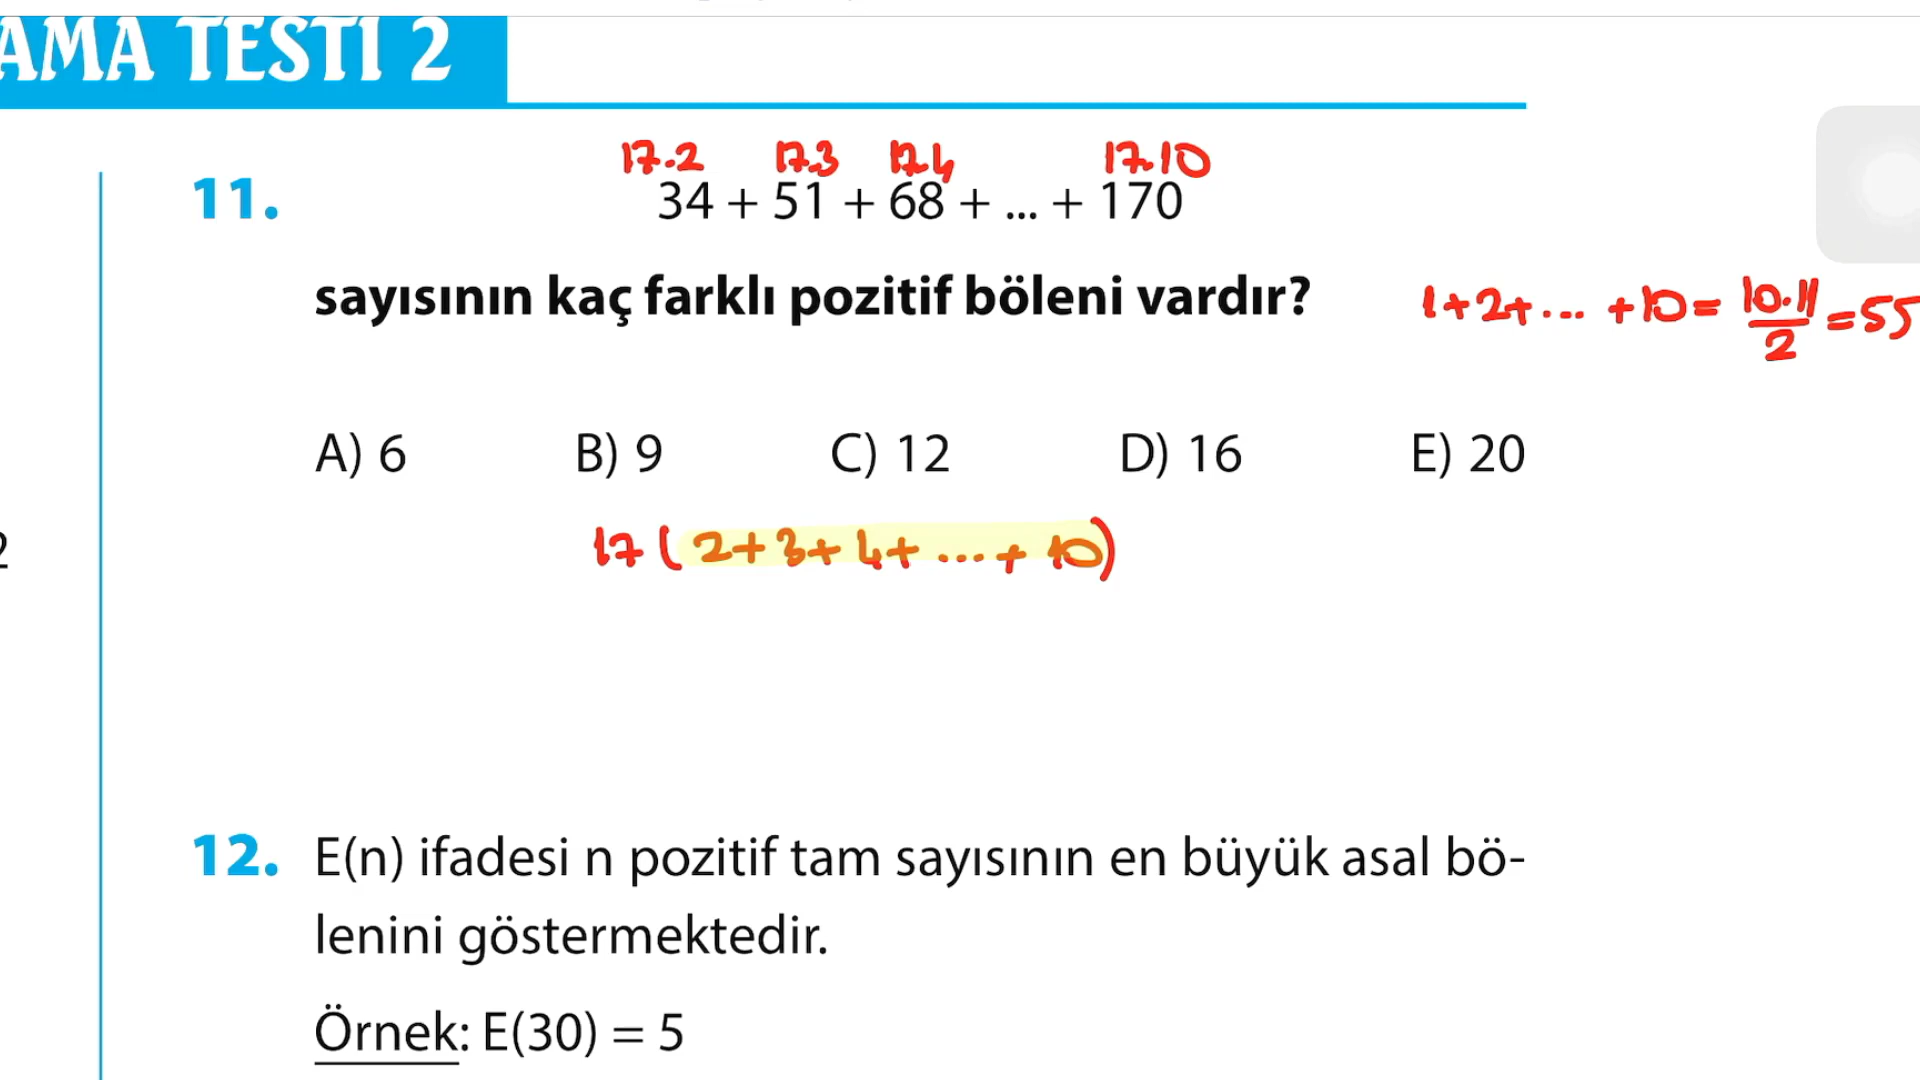 AMA TESTİ 2
17.2 17.3 17.4 17.10
11. 34 + 51 + 68 + ... + 170
sayısının kaç farklı pozitif böleni vardır?
1+2+... +10= 10.11/2 =55
A) 6 B) 9 C) 12 D) 16 E) 20
17 ( 2+3+4+ ...+ 10)
2
12. E(n) ifadesi n pozitif tam sayısının en büyük asal bö-
lenini göstermektedir.
Örnek: E(30) = 5